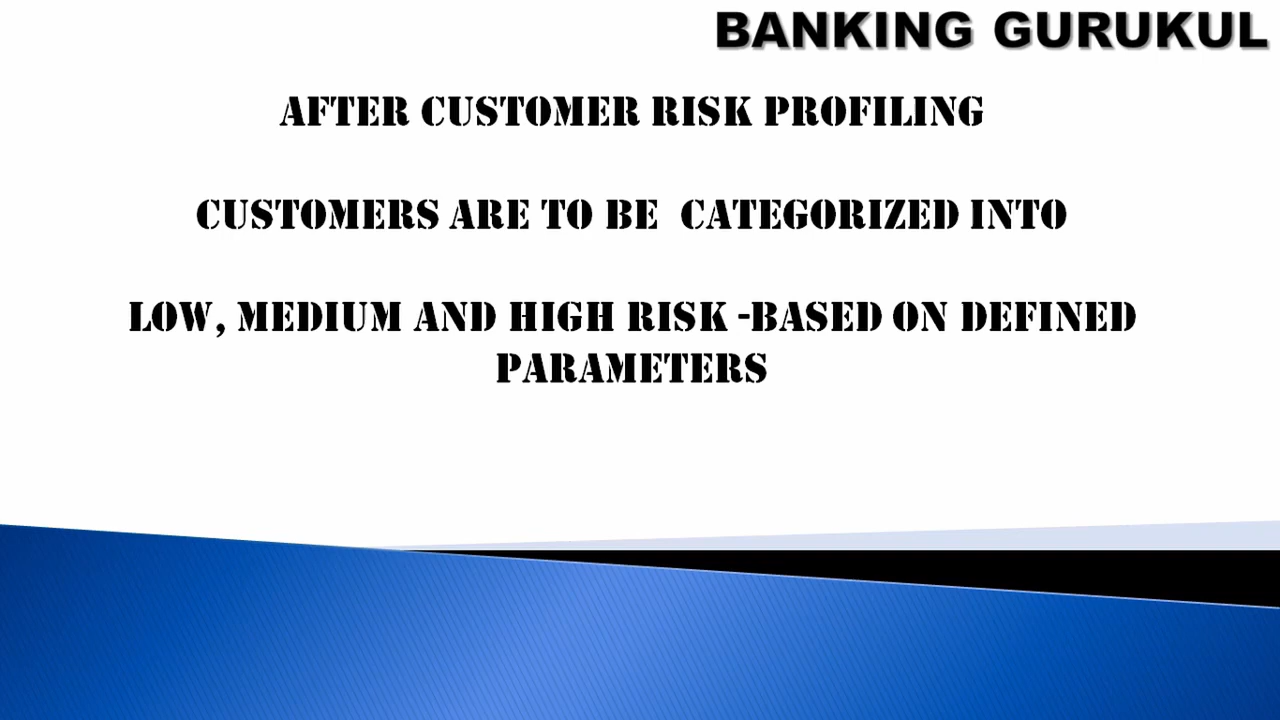 BANKING GURUKUL
AFTER CUSTOMER RISK PROFILING
CUSTOMERS ARE TO BE  CATEGORIZED INTO
LOW, MEDIUM AND HIGH RISK -BASED ON DEFINED
PARAMETERS